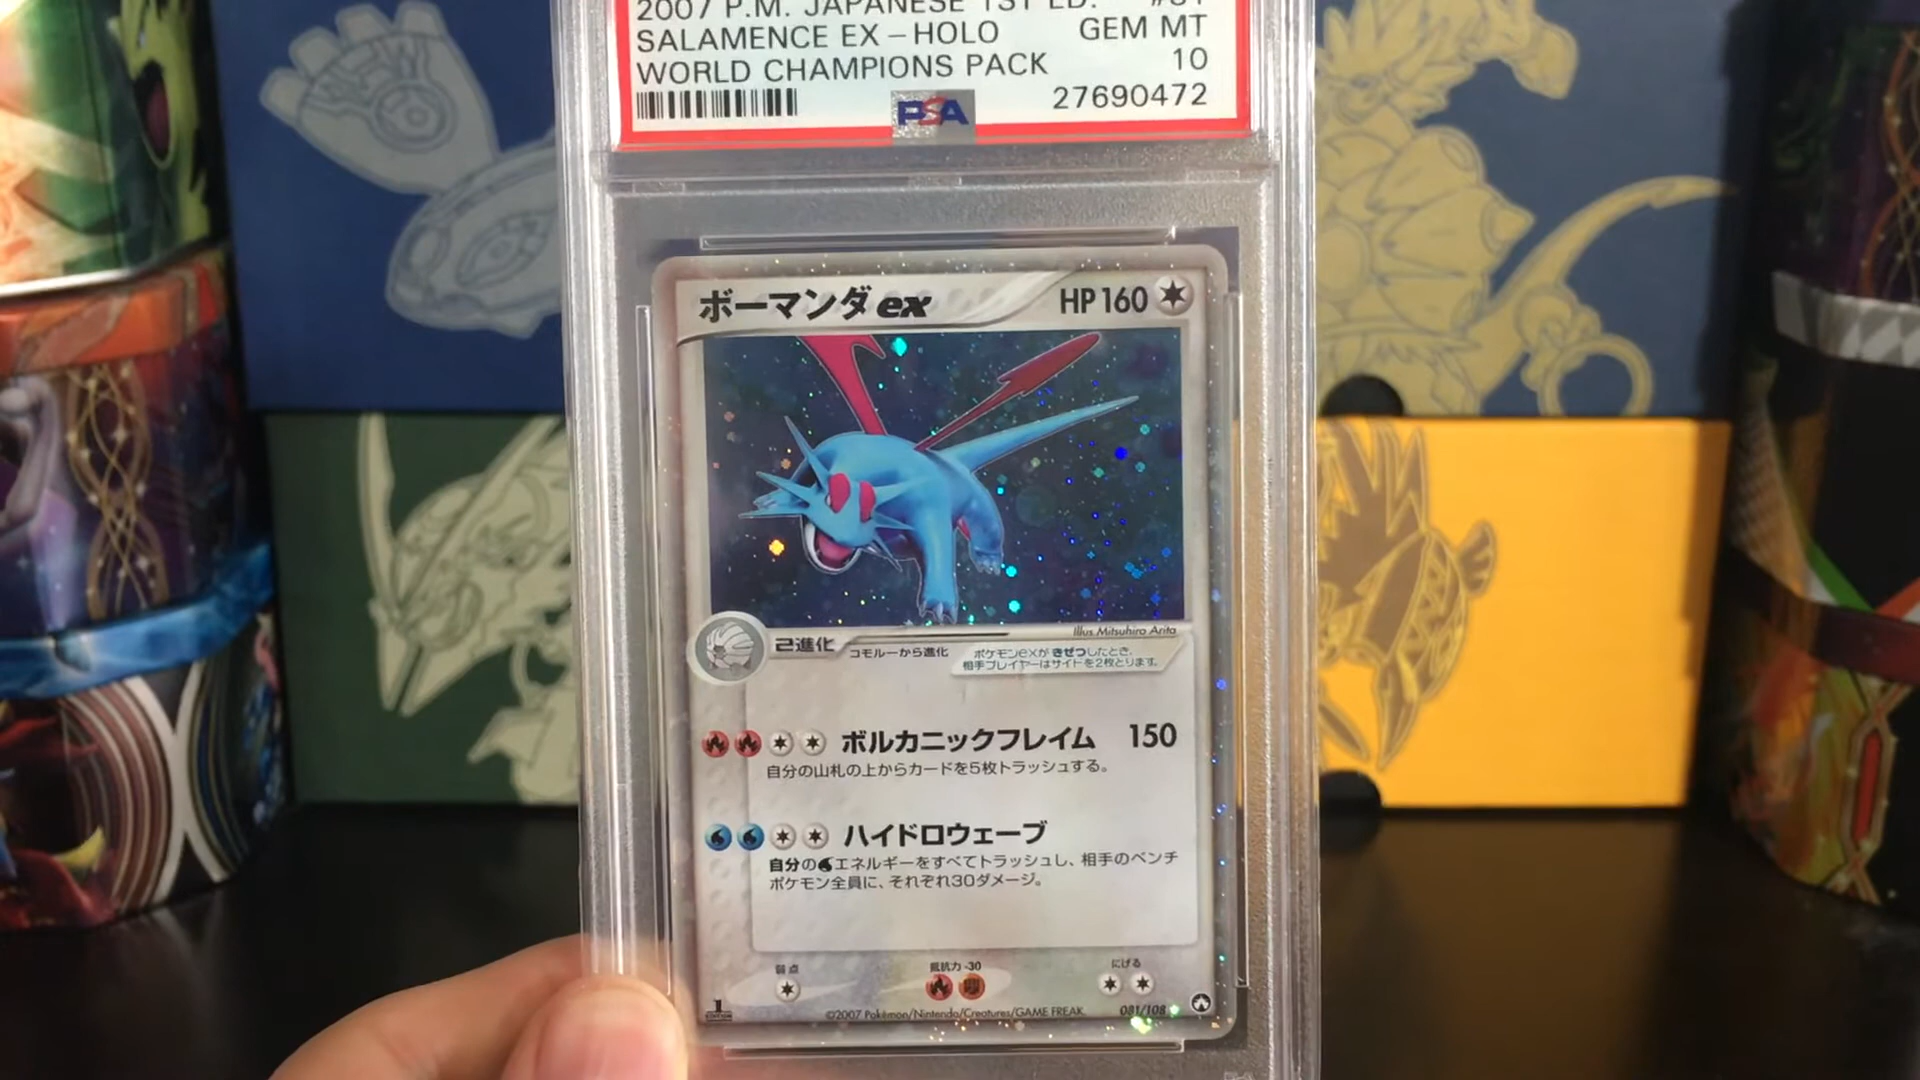 2007 P.M. JAPANESE 1ST ED. #81
SALAMENCE EX-HOLO GEM MT
WORLD CHAMPIONS PACK 10
27690472
PSA
ボーマンダex HP160
Illus. Mitsuhiro Arita
2進化 コモルーから進化
ポケモンexがきぜつしたとき、
相手プレイヤーはサイドを2枚とります。
ボルカニックフレイム 150
自分の山札の上からカードを5枚トラッシュする。
ハイドロウェーブ
自分のエネルギーをすべてトラッシュし、相手のベンチ
ポケモン全員に、それぞれ30ダメージ。
弱点 抵抗力 -30 にげる
1 EDITION
©2007 Pokémon/Nintendo/Creatures/GAME FREAK. 081/108